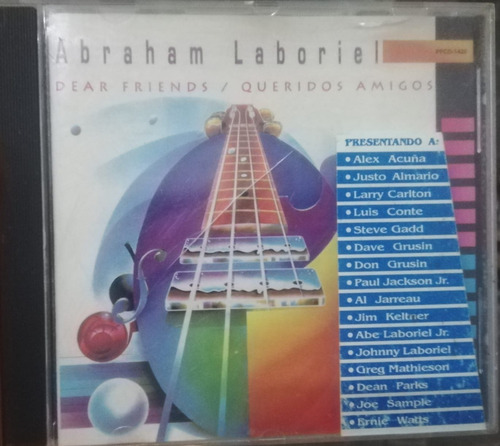 Abraham Laboriel
DEAR FRIENDS / QUERIDOS AMIGOS
PRESENTANDO A:
• Alex Acuña
• Justo Almario
• Larry Carlton
• Luis Conte
• Steve Gadd
• Dave Grusin
• Don Grusin
• Paul Jackson Jr.
• Al Jarreau
• Jim Keltner
• Abe Laboriel Jr.
• Johnny Laboriel
• Greg Mathieson
• Dean Parks
• Joe Sample
• Ernie Watts